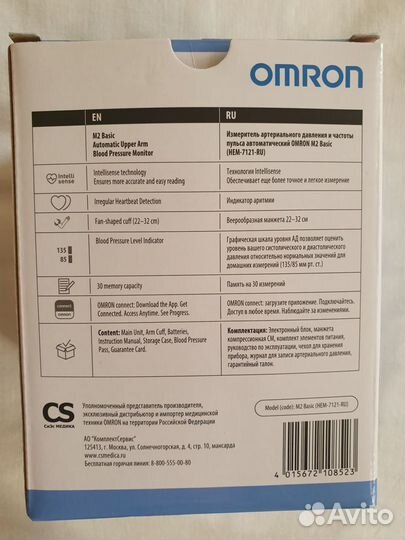 OMRON
EN
RU
M2 Basic
Automatic Upper Arm
Blood Pressure Monitor
Измеритель артериального давления и частоты
пульса автоматический OMRON M2 Basic
(HEM-7121-RU)
Intelli
sense
Intellisense technology
Ensures more accurate and easy reading
Технология Intellisense
Обеспечивает еще более точное и легкое измерение
Irregular Heartbeat Detection
Индикатор аритмии
Fan-shaped cuff (22–32 cm)
Веерообразная манжета 22–32 см
135
85
Blood Pressure Level Indicator
Графическая шкала уровня АД позволяет оценить
уровень вашего систолического и диастолического
давления относительно нормальных значений для
домашних измерений (135/85 мм рт. ст.)
30 memory capacity
Память на 30 измерений
connect
omron
OMRON connect: Download the App. Get
Connected. Access Anytime. See Progress.
OMRON connect: загрузите приложение. Подключайтесь.
Доступ в любое время. Наблюдайте за изменениями.
Content: Main Unit, Arm Cuff, Batteries,
Instruction Manual, Storage Case, Blood Pressure
Pass, Guarantee Card.
Комплектация: Электронный блок, манжета
компрессионная CM, комплект элементов питания,
руководство по эксплуатации, чехол для хранения
прибора, журнал для записи артериального давления,
гарантийный талон.
CS
СиЭс МЕДИКА
Уполномоченный представитель производителя,
эксклюзивный дистрибьютор и импортер медицинской
техники OMRON на территории Российской Федерации
АО "КомплектСервис"
125413, г. Москва, ул. Солнечногорская, д. 4, стр. 10, мансарда
www.csmedica.ru
Бесплатная горячая линия: 8-800-555-00-80
Model (code): M2 Basic (HEM-7121-RU)
4 015672 108523
Avito